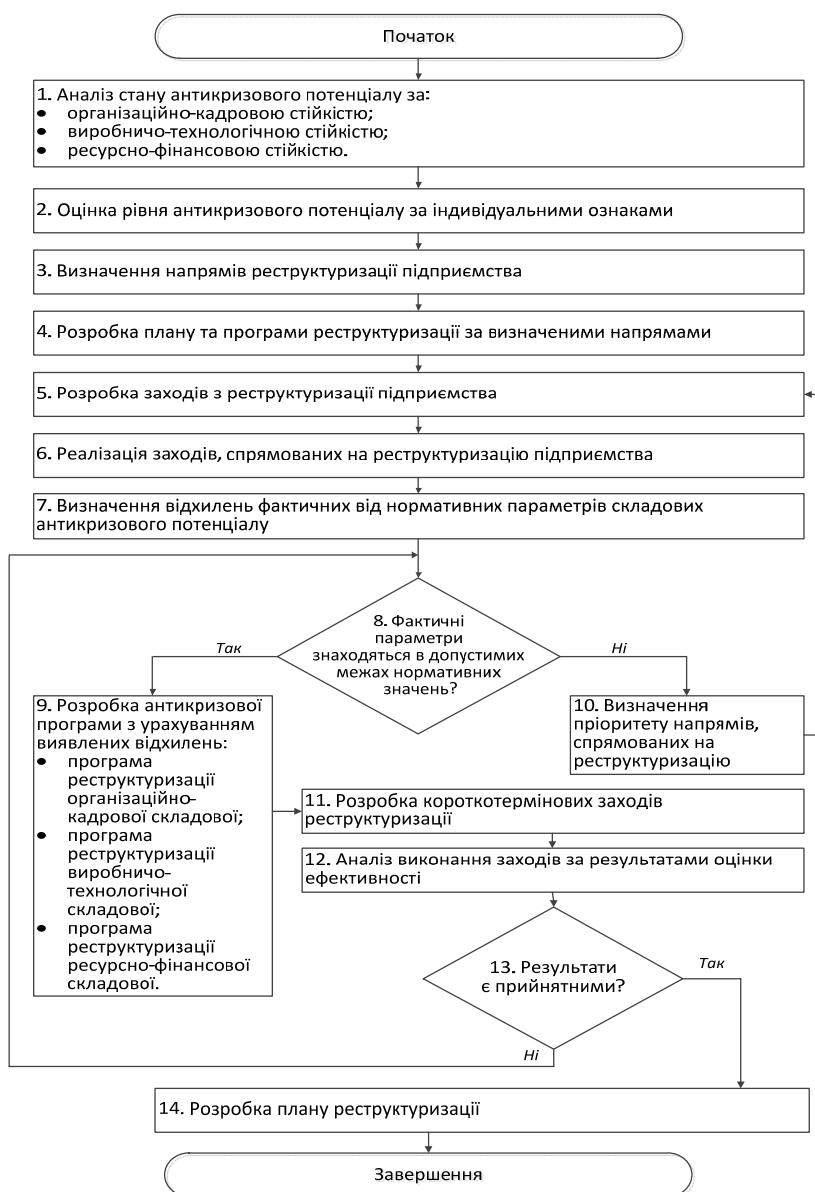 Початок
1. Аналіз стану антикризового потенціалу за:
● організаційно-кадровою стійкістю;
● виробничо-технологічною стійкістю;
● ресурсно-фінансовою стійкістю.
2. Оцінка рівня антикризового потенціалу за індивідуальними ознаками
3. Визначення напрямів реструктуризації підприємства
4. Розробка плану та програми реструктуризації за визначеними напрямами
5. Розробка заходів з реструктуризації підприємства
6. Реалізація заходів, спрямованих на реструктуризацію підприємства
7. Визначення відхилень фактичних від нормативних параметрів складових
антикризового потенціалу
8. Фактичні
параметри
знаходяться в допустимих
межах нормативних
значень?
Так
Ні
9. Розробка антикризової
програми з урахуванням
виявлених відхилень:
● програма
реструктуризації
організаційно-
кадрової складової;
● програма
реструктуризації
виробничо-
технологічної
складової;
● програма
реструктуризації
ресурсно-фінансової
складової.
10. Визначення
пріоритету напрямів,
спрямованих на
реструктуризацію
11. Розробка короткотермінових заходів
реструктуризації
12. Аналіз виконання заходів за результатами оцінки
ефективності
13. Результати
є прийнятними?
Так
Ні
14. Розробка плану реструктуризації
Завершення